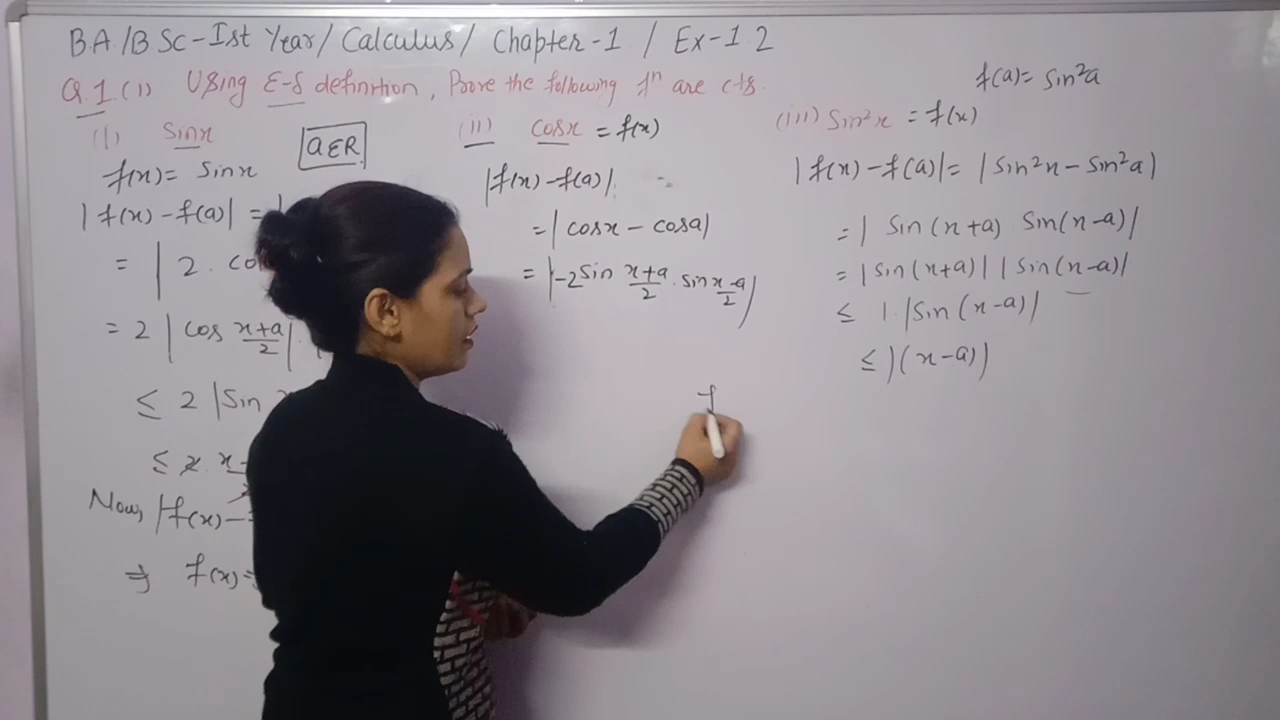 B.A./B Sc-Ist Year/ Calculus/ Chapter-1 / Ex-1.2
Q.1.(1) Using ε-δ definition, Prove the following fⁿ are cts.
(I) Sinx
aεR
f(x)= Sinx
|f(x)-f(a)| =
= | 2. co
= 2 | cos x+a/2 | .
≤ 2 |Sin
≤ 2. x-
Now, |f(x)-
⇒ f(x)=
(ii) cosx = f(x)
|f(x)-f(a)|
= | cosx - cosa|
= |-2 sin x+a/2 . sin x-a/2 |
f
f(a)= sin²a
(iii) Sin²x = f(x)
| f(x)-f(a)|= | Sin²x - Sin²a |
= | Sin(x+a) Sin(x-a)|
= |Sin(x+a)| | Sin(x-a)|
≤ 1.|Sin(x-a)|
≤ |(x-a)|